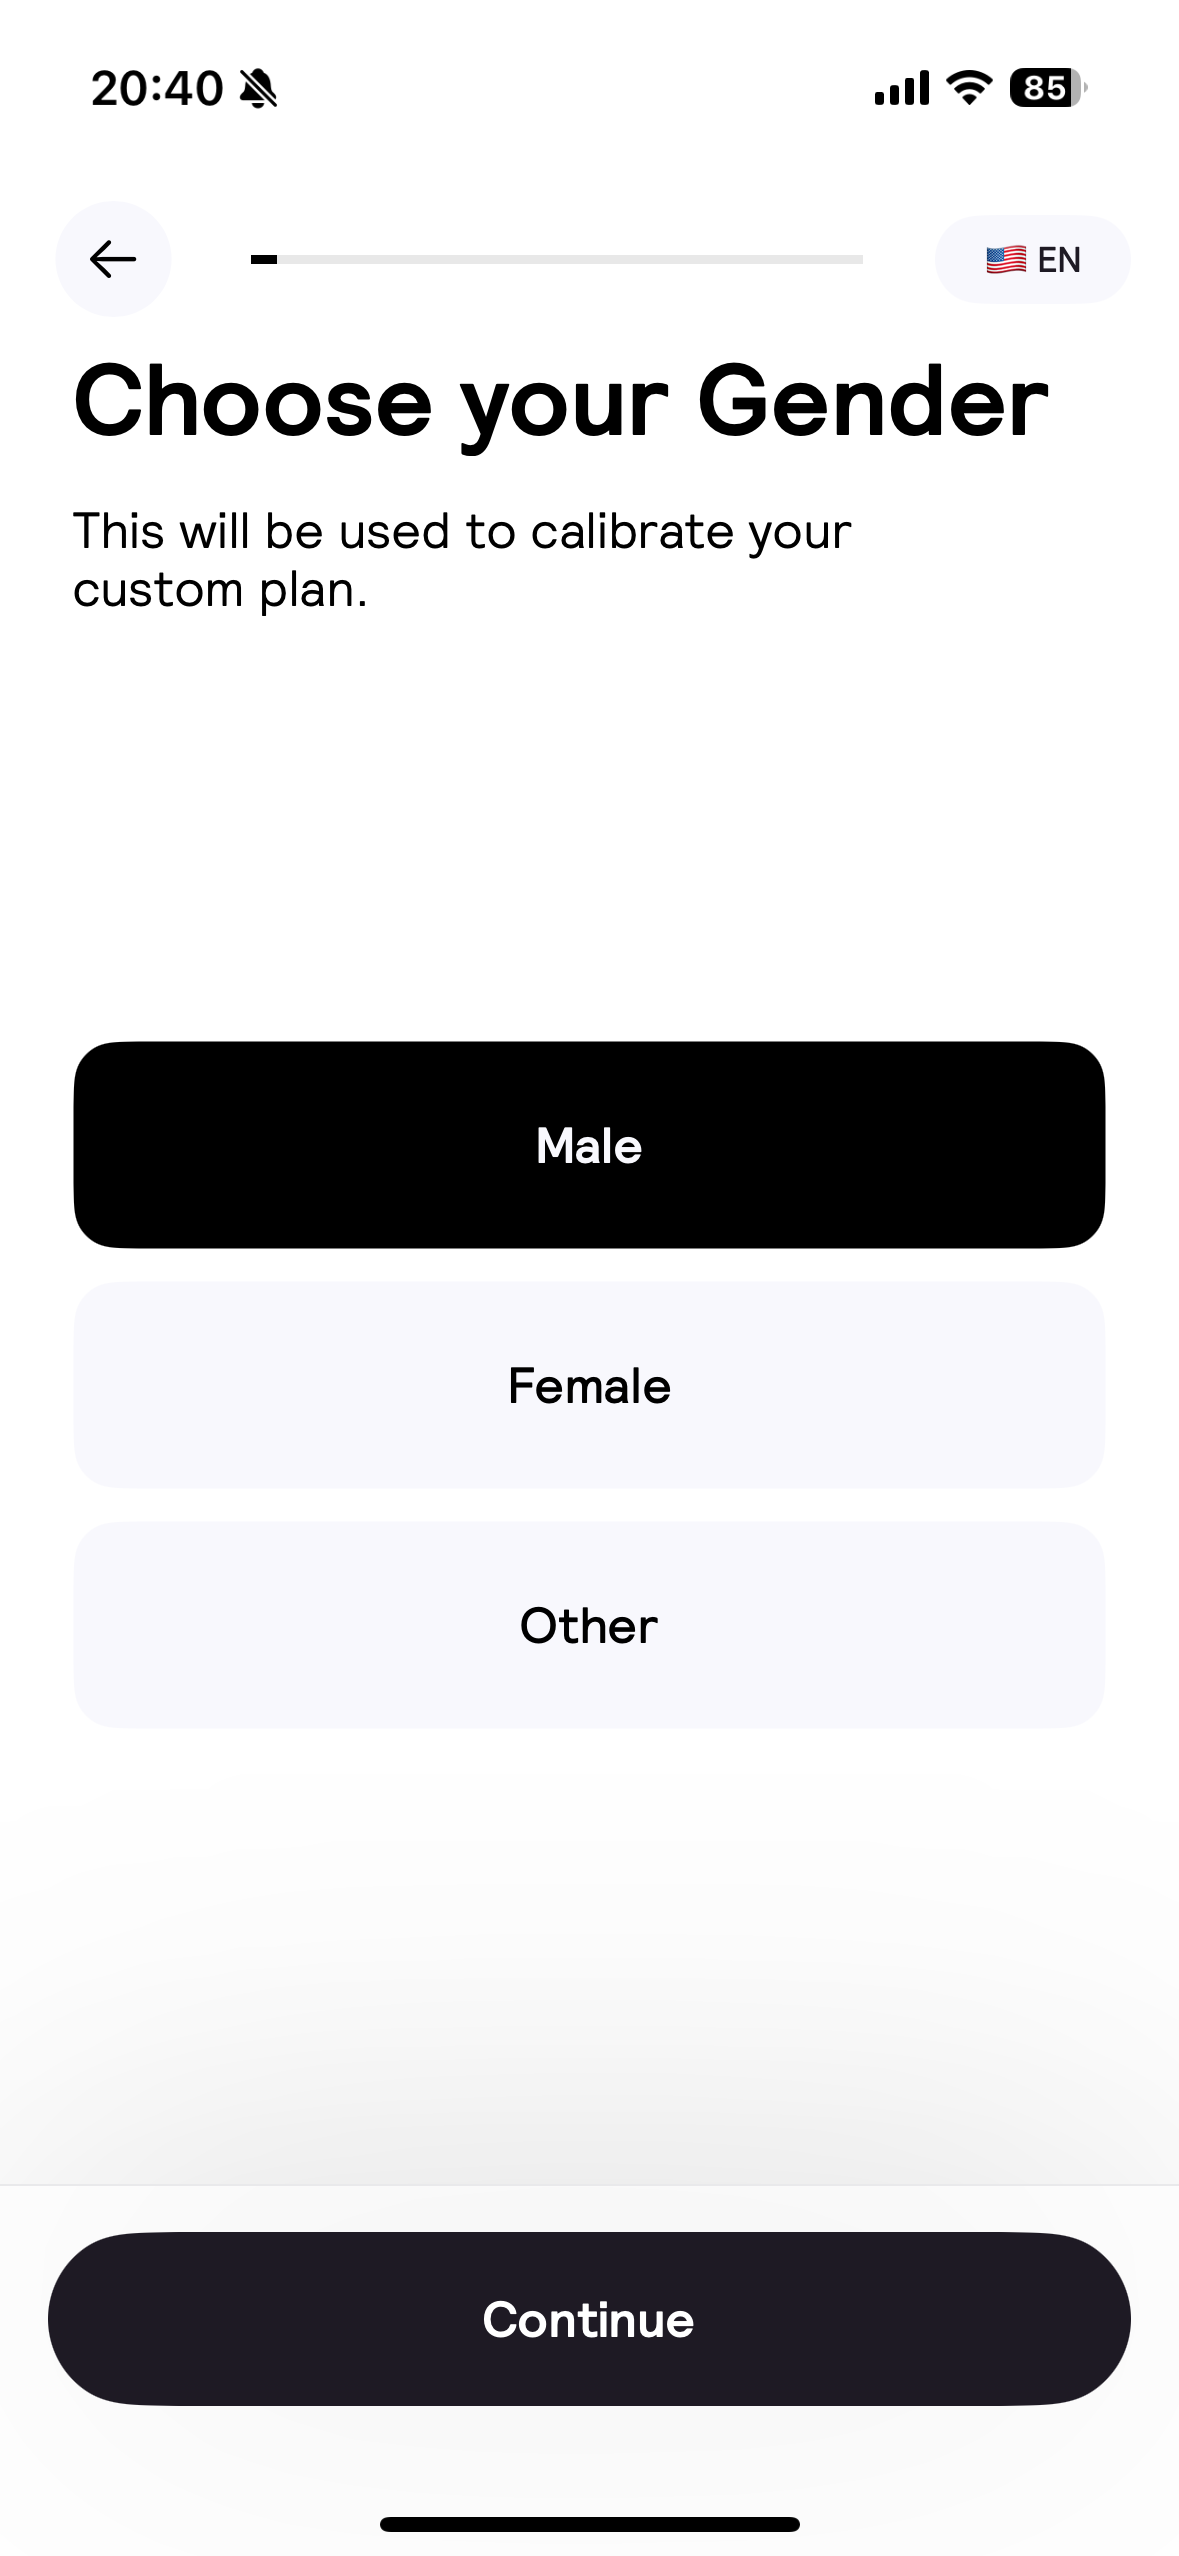 20:40
85
EN
Choose your Gender
This will be used to calibrate your
custom plan.
Male
Female
Other
Continue